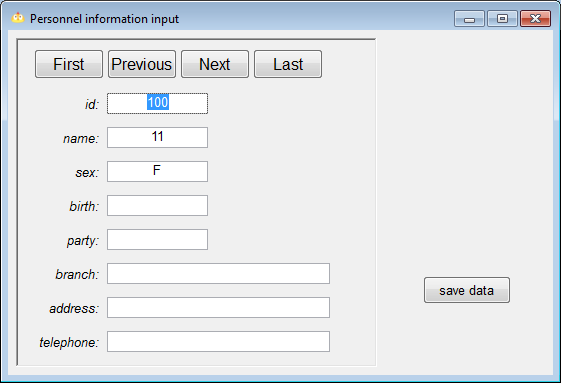 Personnel information input
First Previous Next Last
id: 100
name: 11
sex: F
birth:
party:
branch:
address:
save data
telephone: